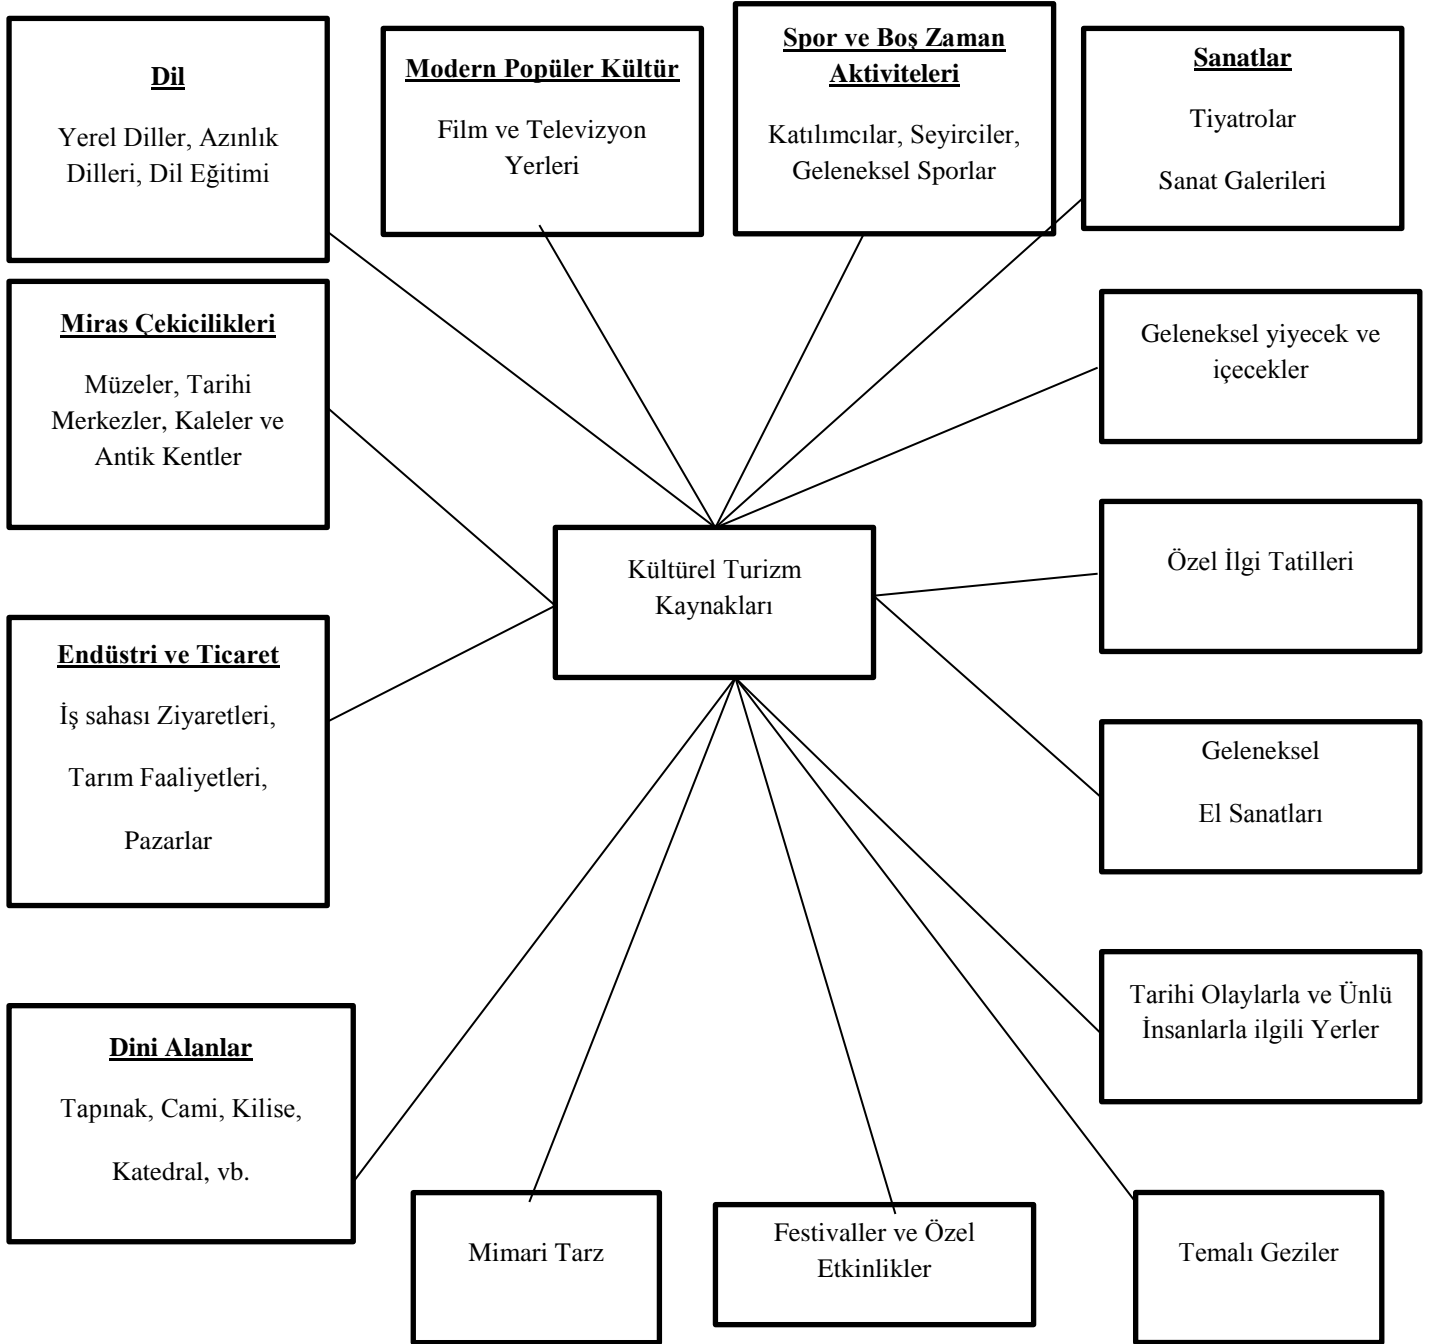 Dil
Yerel Diller, Azınlık
Dilleri, Dil Eğitimi
Modern Popüler Kültür
Film ve Televizyon
Yerleri
Spor ve Boş Zaman
Aktiviteleri
Katılımcılar, Seyirciler,
Geleneksel Sporlar
Sanatlar
Tiyatrolar
Sanat Galerileri
Miras Çekicilikleri
Müzeler, Tarihi
Merkezler, Kaleler ve
Antik Kentler
Geleneksel yiyecek ve
içecekler
Kültürel Turizm
Kaynakları
Özel İlgi Tatilleri
Endüstri ve Ticaret
İş sahası Ziyaretleri,
Tarım Faaliyetleri,
Pazarlar
Geleneksel
El Sanatları
Tarihi Olaylarla ve Ünlü
İnsanlarla ilgili Yerler
Dini Alanlar
Tapınak, Cami, Kilise,
Katedral, vb.
Mimari Tarz
Festivaller ve Özel
Etkinlikler
Temalı Geziler